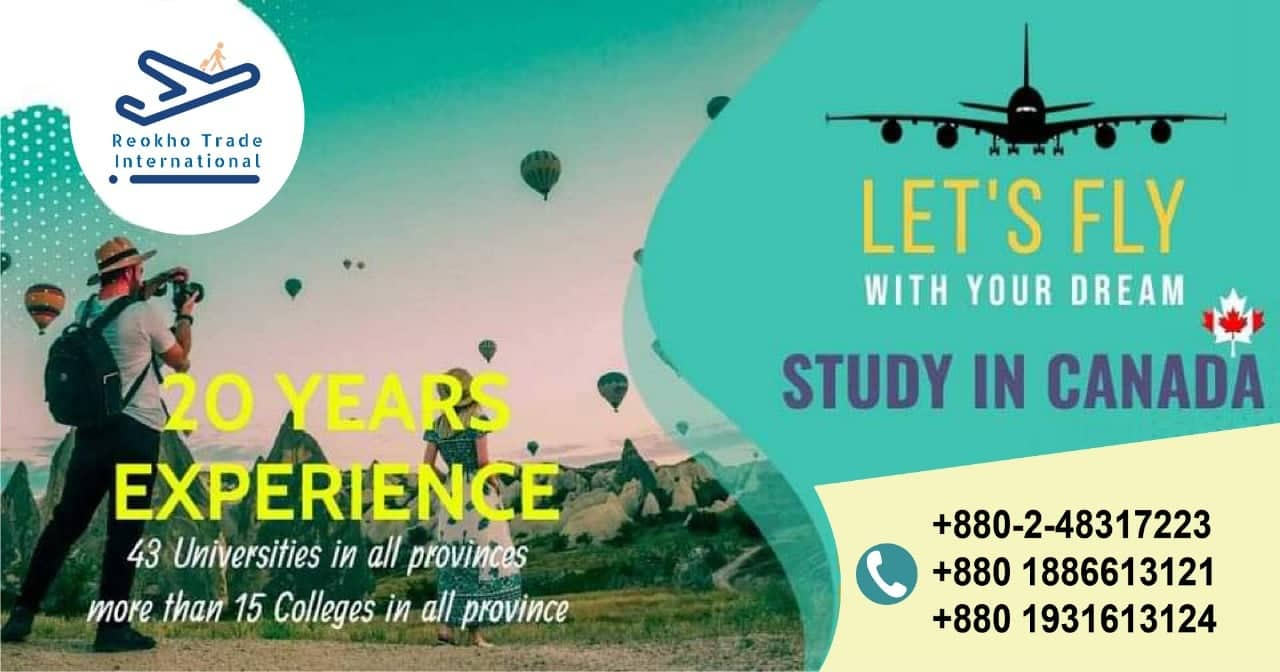 Reokho Trade
International
20 YEARS
EXPERIENCE
43 Universities in all provinces
more than 15 Colleges in all province
LET'S FLY
WITH YOUR DREAM
STUDY IN CANADA
+880-2-48317223
+880 1886613121
+880 1931613124